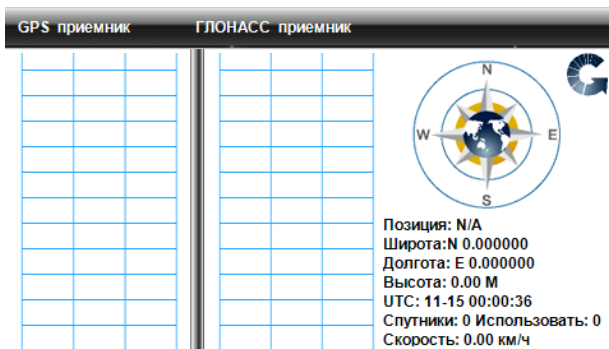 GPS приемник ГЛОНАСС приемник
N
W E
S
Позиция: N/A
Широта:N 0.000000
Долгота: E 0.000000
Высота: 0.00 М
UTC: 11-15 00:00:36
Спутники: 0 Использовать: 0
Скорость: 0.00 км/ч